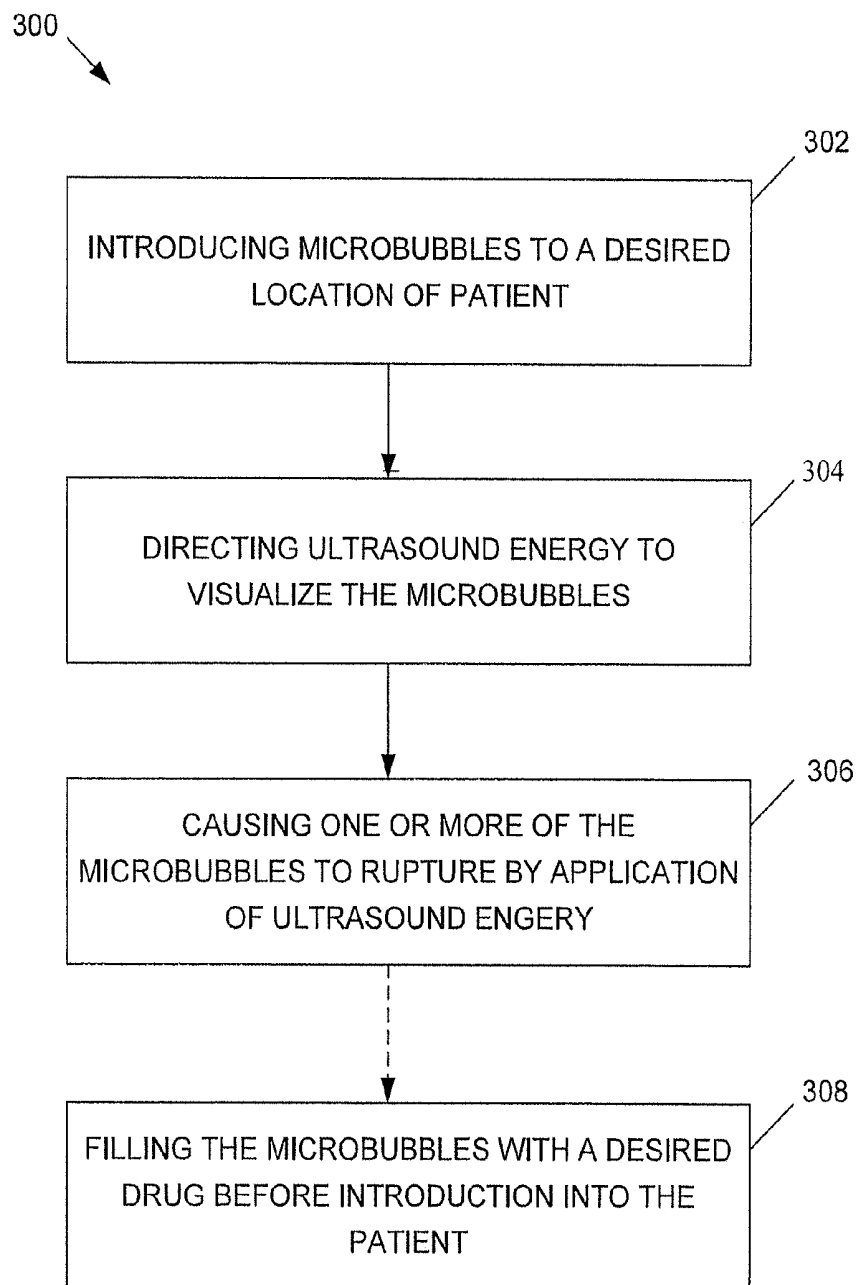 300
302
INTRODUCING MICROBUBBLES TO A DESIRED
LOCATION OF PATIENT
304
DIRECTING ULTRASOUND ENERGY TO
VISUALIZE THE MICROBUBBLES
306
CAUSING ONE OR MORE OF THE
MICROBUBBLES TO RUPTURE BY APPLICATION
OF ULTRASOUND ENGERY
308
FILLING THE MICROBUBBLES WITH A DESIRED
DRUG BEFORE INTRODUCTION INTO THE
PATIENT